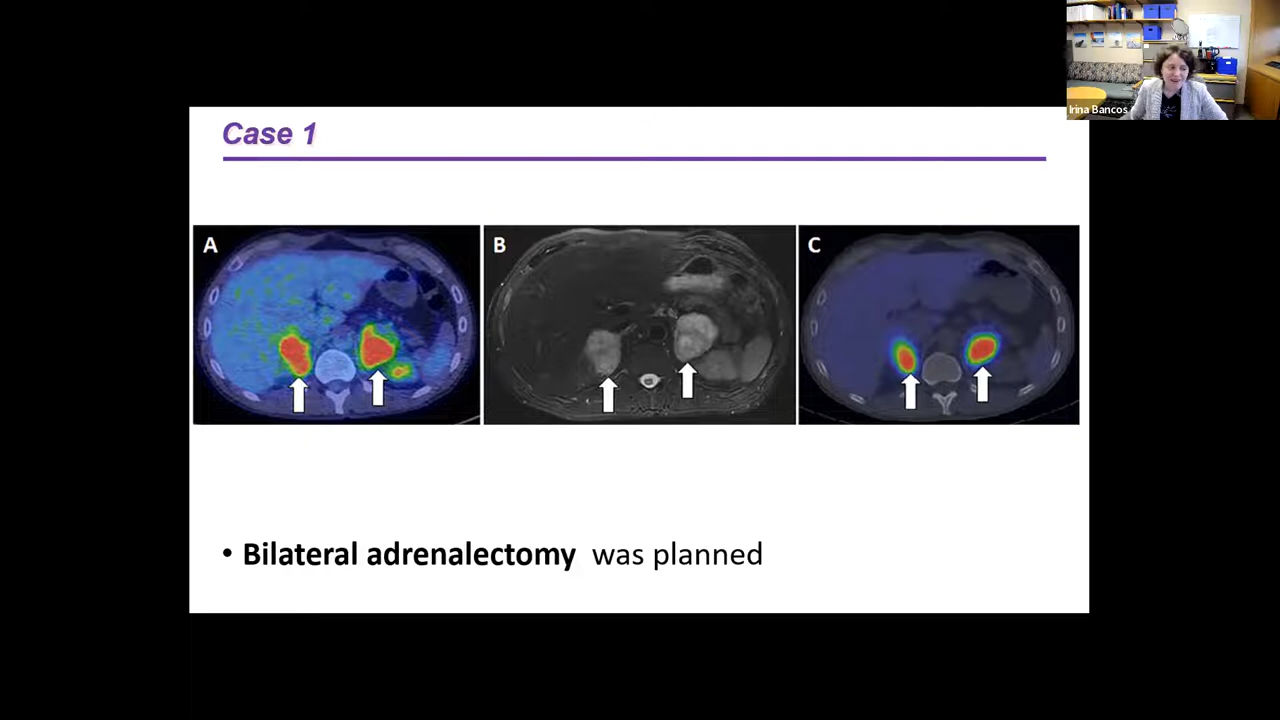 Irina Bancos
Case 1
A
B
C
• Bilateral adrenalectomy was planned